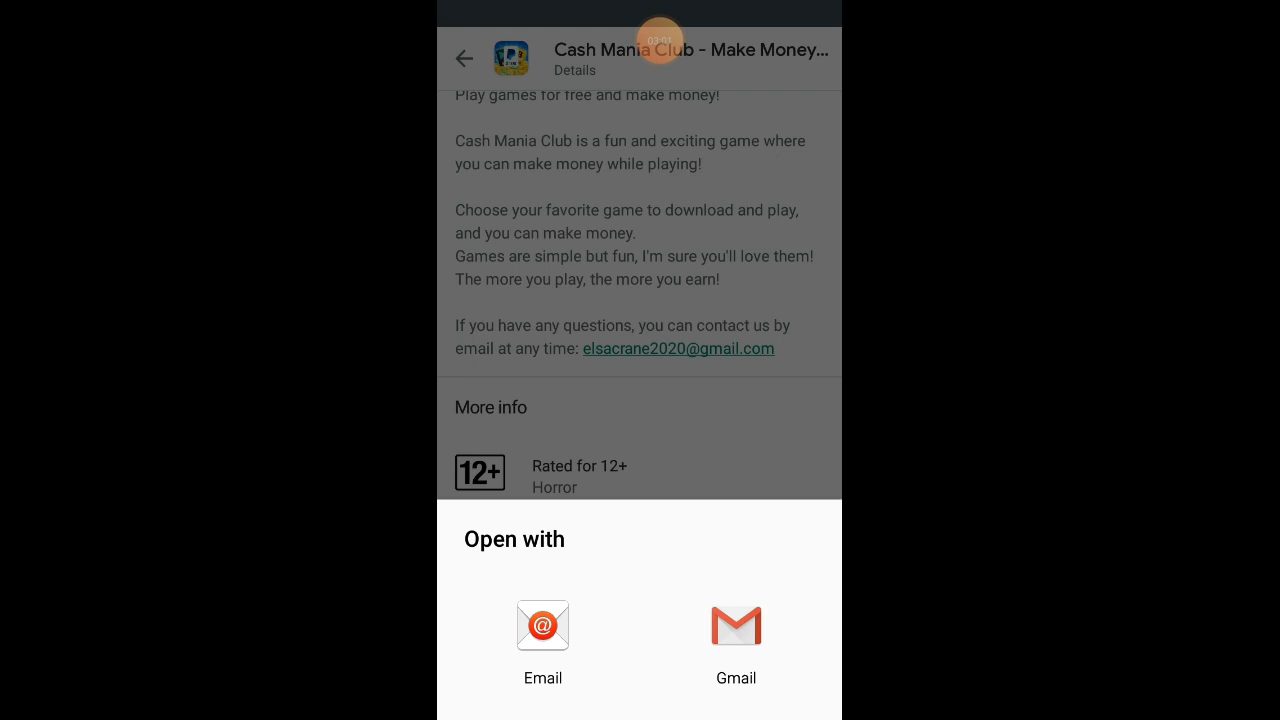 03:01
Cash Mania Club - Make Money...
Details
Play games for free and make money!
Cash Mania Club is a fun and exciting game where
you can make money while playing!
Choose your favorite game to download and play,
and you can make money.
Games are simple but fun, I'm sure you'll love them!
The more you play, the more you earn!
If you have any questions, you can contact us by
email at any time: elsacrane2020@gmail.com
More info
12+
Rated for 12+
Horror
Open with
@
Email
Gmail